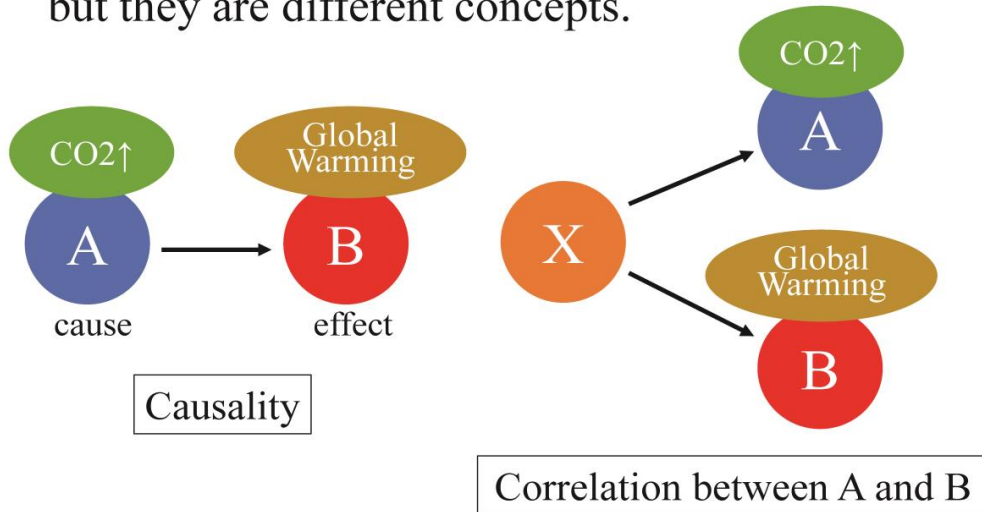 but they are different concepts.
CO2↑
A
cause
Global
Warming
B
effect
Causality
X
CO2↑
A
Global
Warming
B
Correlation between A and B